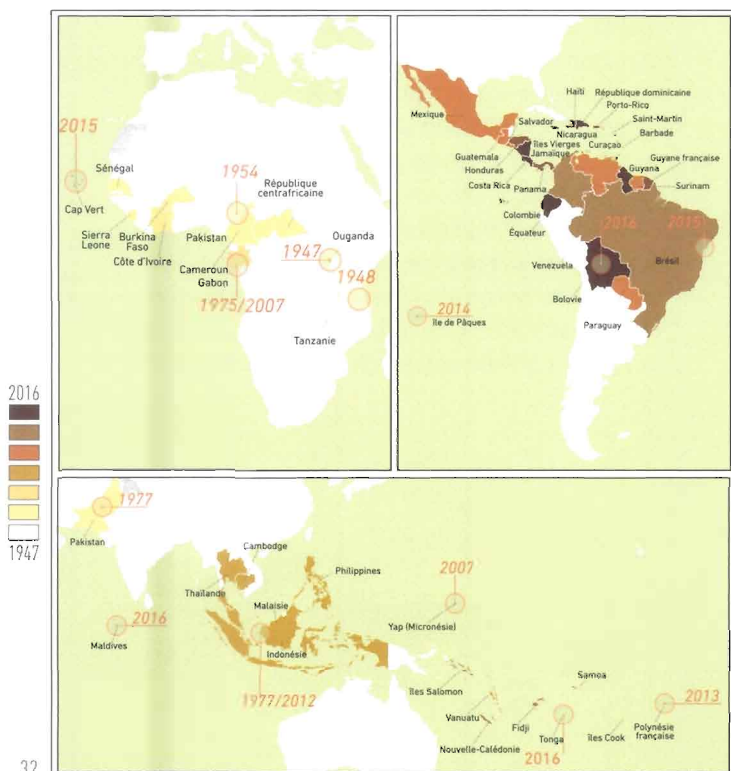 2015
Sénégal
Cap Vert
Sierra
Leone
Burkina
Faso
Côte d'Ivoire
1954
République
centrafricaine
Pakistan
Cameroun
Gabon
1975/2007
1947
Ouganda
1948
Tanzanie
Mexique
Haïti
République dominicaine
Porto-Rico
Saint-Martin
Salvador
Nicaragua
Îles Vierges
Curaçao
Barbade
Jamaïque
Guatemala
Honduras
Guyana
Guyane française
Costa Rica
Panama
Surinam
Colombie
Équateur
2016
2015
Venezuela
Brésil
Bolovie
2014
île de Pâques
Paraguay
2016
1947
1977
Pakistan
Cambodge
Thaïlande
Philippines
Malaisie
2016
Maldives
Indonésie
1977/2012
2007
Yap (Micronésie)
îles Salomon
Samoa
Vanuatu
Nouvelle-Calédonie
Fidji
Tonga
2016
îles Cook
2013
Polynésie
française
32